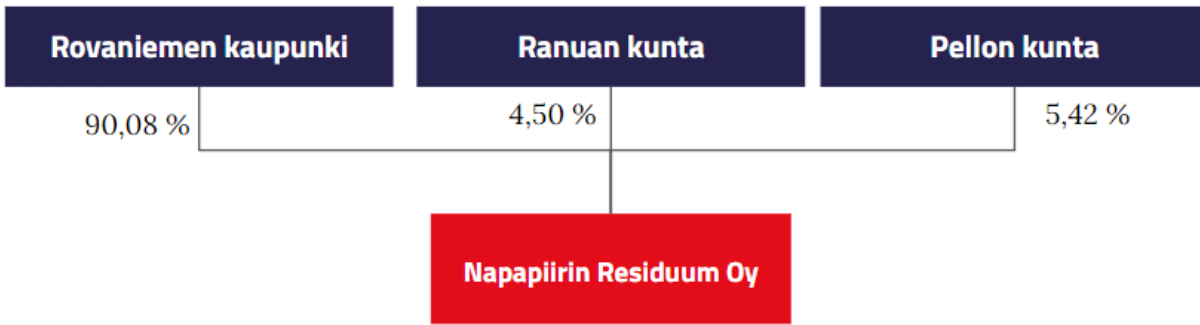 Rovaniemen kaupunki
Ranuan kunta
Pellon kunta
90,08 %
4,50 %
5,42 %
Napapiirin Residuum Oy